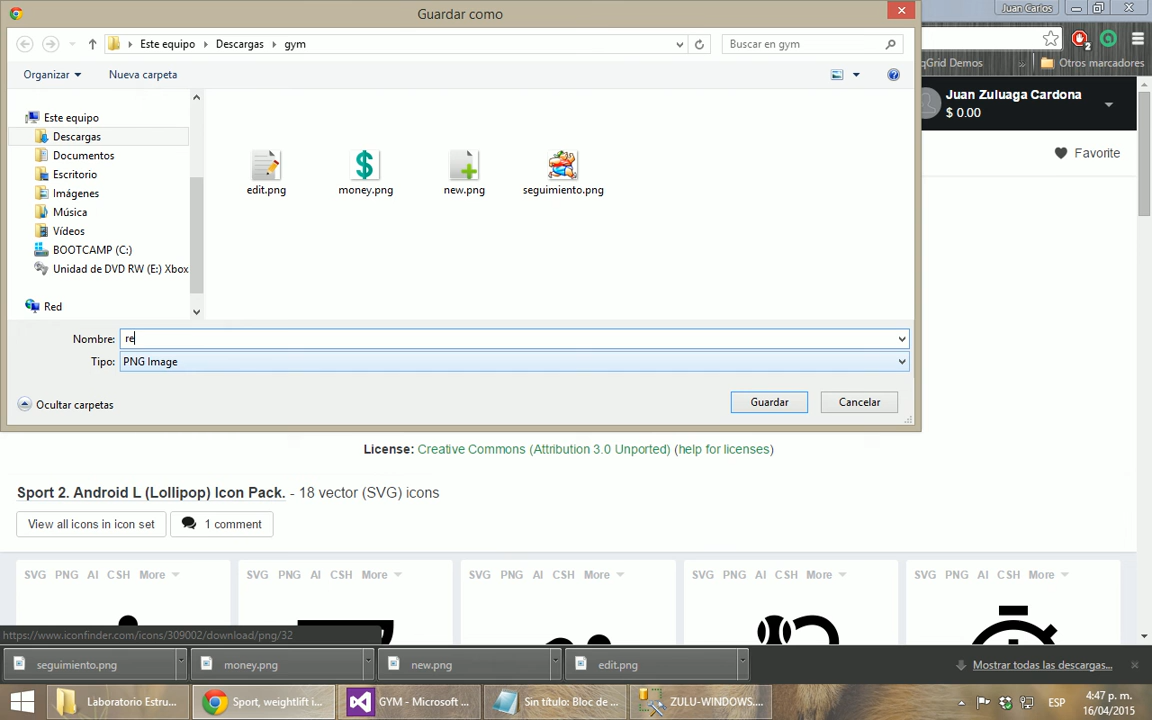 Guardar como
Juan Carlos
Este equipo
Descargas
gym
Buscar en gym
qGrid Demos
»
Otros marcadores
Organizar
Nueva carpeta
2
Juan Zuluaga Cardona
$ 0.00
Favorite
Este equipo
Descargas
Documentos
Escritorio
Imágenes
Música
Vídeos
BOOTCAMP (C:)
Unidad de DVD RW (E:) Xbox
Red
edit.png
money.png
new.png
seguimiento.png
Nombre: re
Tipo: PNG Image
Ocultar carpetas
Guardar
Cancelar
License: Creative Commons (Attribution 3.0 Unported) (help for licenses)
Sport 2. Android L (Lollipop) Icon Pack. - 18 vector (SVG) icons
View all icons in icon set
1 comment
SVG PNG AI CSH More
SVG PNG AI CSH More
SVG PNG AI CSH More
SVG PNG AI CSH More
SVG PNG AI CSH More
https://www.iconfinder.com/icons/309002/download/png/32
seguimiento.png
money.png
new.png
edit.png
Mostrar todas las descargas...
Laboratorio Estru...
Sport, weightlift i...
GYM - Microsoft ...
Sin título: Bloc de ...
ZULU-WINDOWS....
ESP
4:47 p. m.
16/04/2015